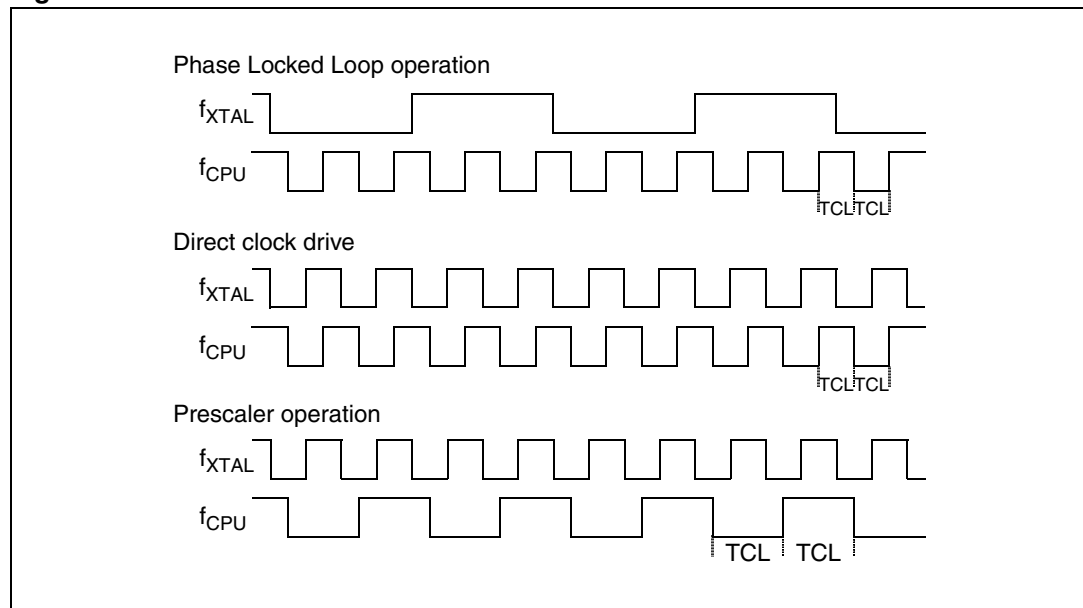 Phase Locked Loop operation
fXTAL
fCPU
TCL TCL
Direct clock drive
fXTAL
fCPU
TCL TCL
Prescaler operation
fXTAL
fCPU
TCL TCL